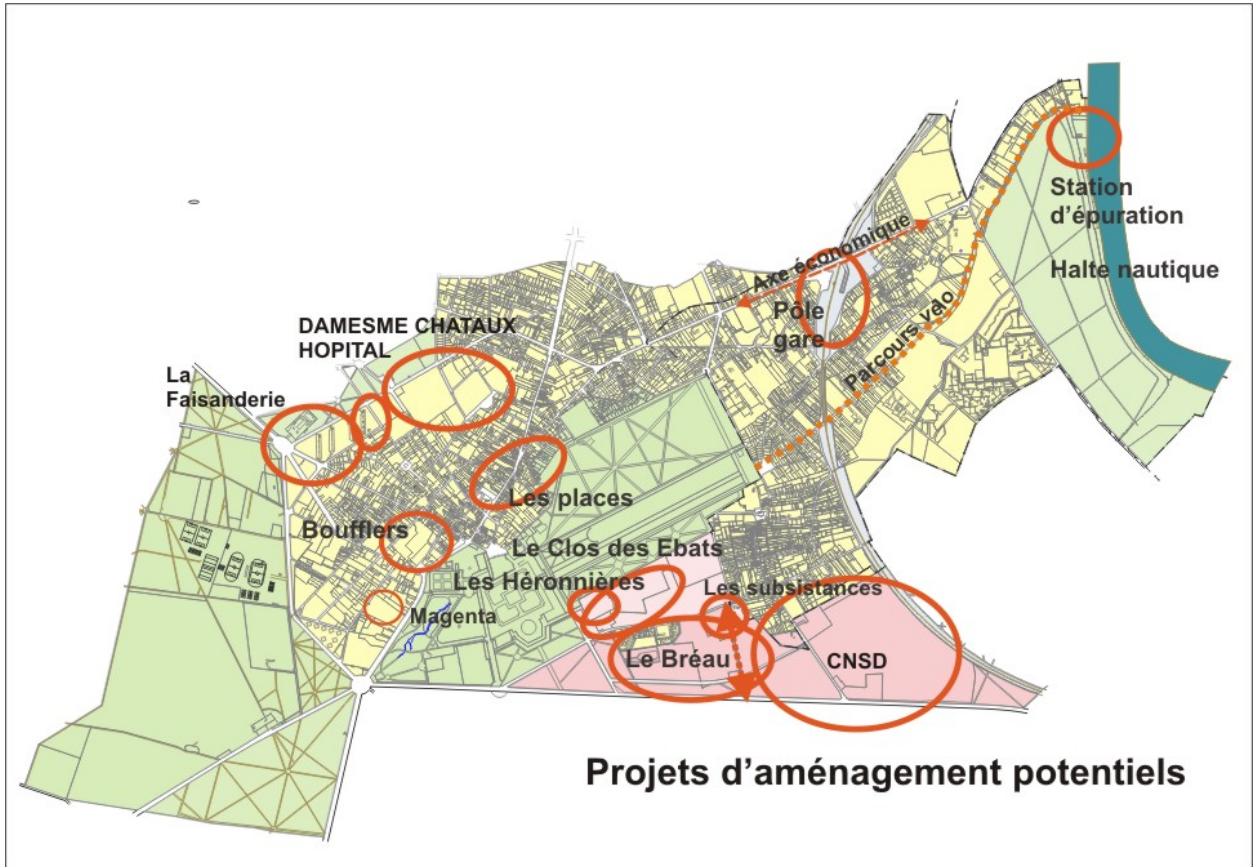 Station
d'épuration
Halte nautique
Axe économique
Pôle
gare
Parcours vélo
DAMESME CHATAUX
HOPITAL
La
Faisanderie
Les places
Boufflers
Le Clos des Ebats
Les Héronnières
Les subsistances
Magenta
Le Bréau
CNSD
Projets d'aménagement potentiels